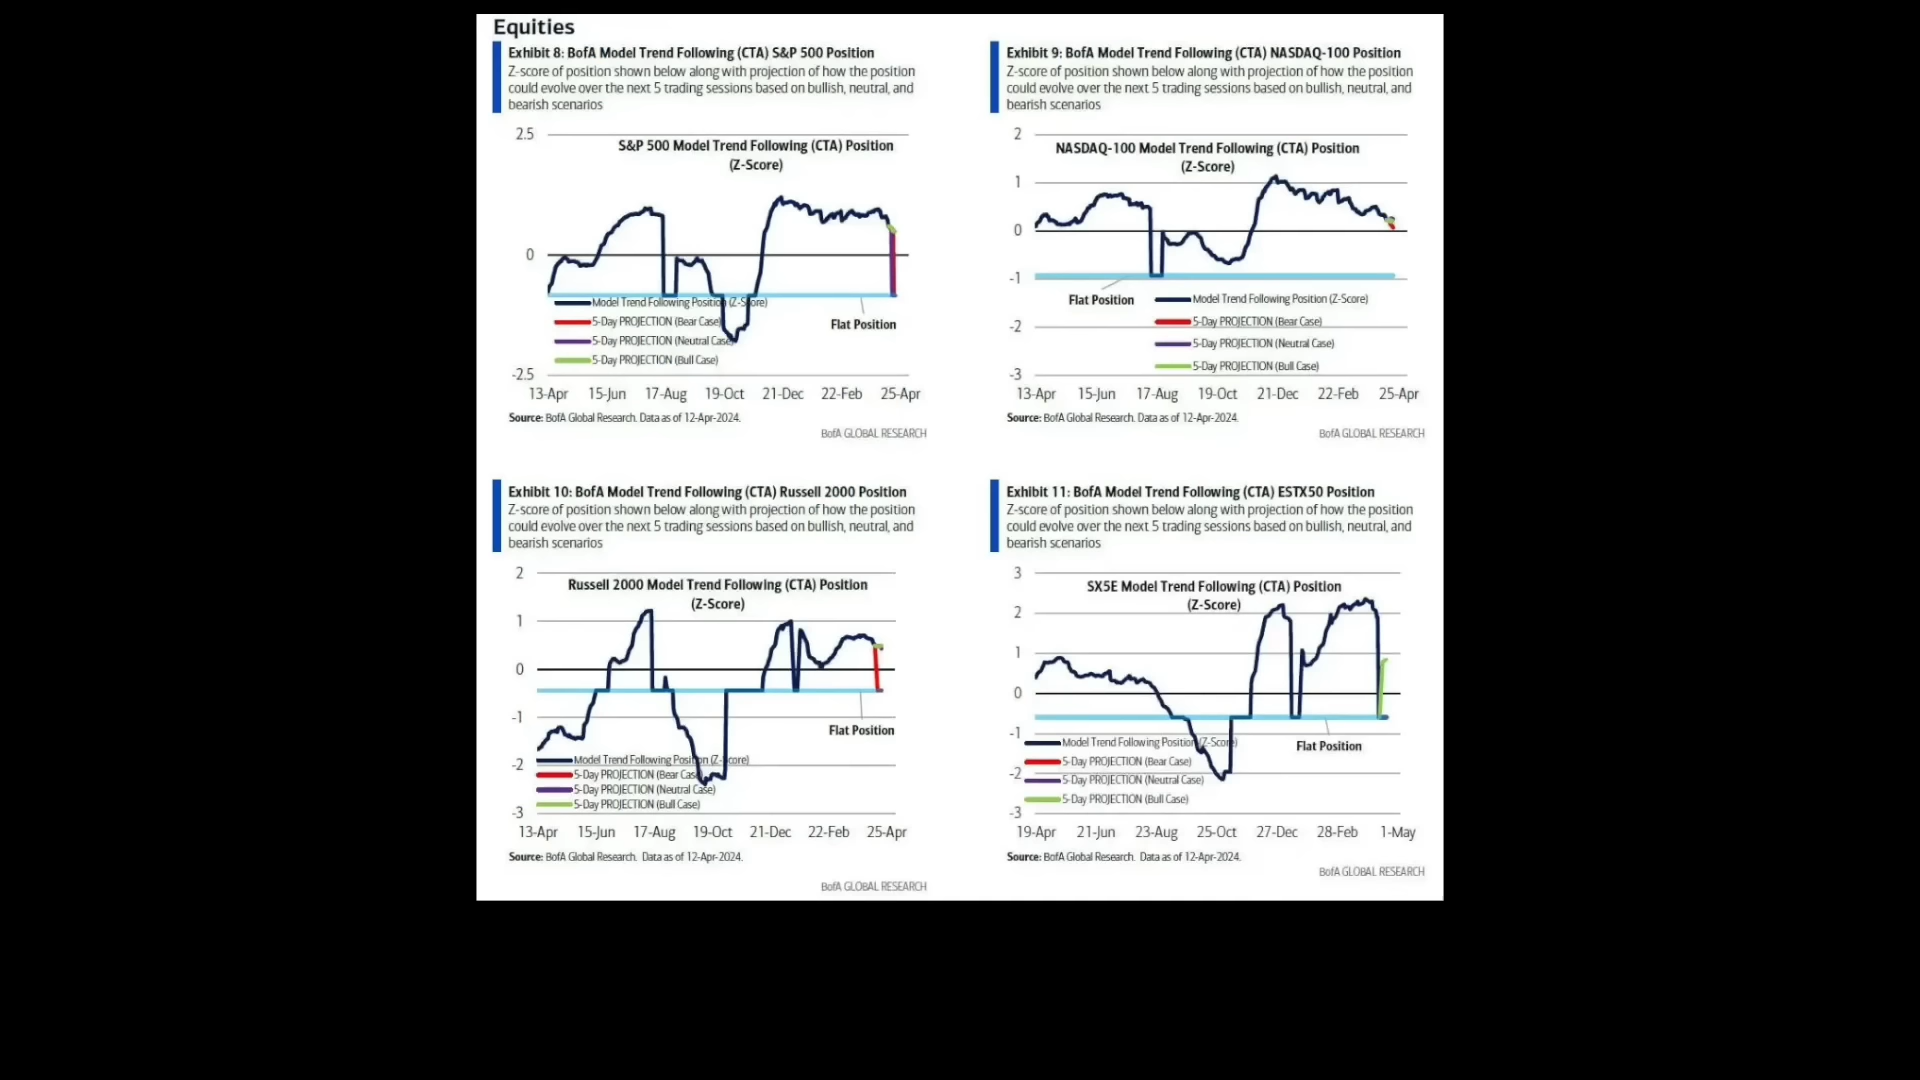 Equities
Exhibit 8: BofA Model Trend Following (CTA) S&P 500 Position
Z-score of position shown below along with projection of how the position
could evolve over the next 5 trading sessions based on bullish, neutral, and
bearish scenarios
2.5
S&P 500 Model Trend Following (CTA) Position
(Z-Score)
0
Model Trend Following Position (Z-Score)
5-Day PROJECTION (Bear Case)
Flat Position
5-Day PROJECTION (Neutral Case)
5-Day PROJECTION (Bull Case)
-2.5
13-Apr 15-Jun 17-Aug 19-Oct 21-Dec 22-Feb 25-Apr
Source: BofA Global Research. Data as of 12-Apr-2024.
BofA GLOBAL RESEARCH
Exhibit 9: BofA Model Trend Following (CTA) NASDAQ-100 Position
Z-score of position shown below along with projection of how the position
could evolve over the next 5 trading sessions based on bullish, neutral, and
bearish scenarios
2
NASDAQ-100 Model Trend Following (CTA) Position
(Z-Score)
1
0
-1
Flat Position
Model Trend Following Position (Z-Score)
5-Day PROJECTION (Bear Case)
-2
5-Day PROJECTION (Neutral Case)
5-Day PROJECTION (Bull Case)
-3
13-Apr 15-Jun 17-Aug 19-Oct 21-Dec 22-Feb 25-Apr
Source: BofA Global Research. Data as of 12-Apr-2024.
BofA GLOBAL RESEARCH
Exhibit 10: BofA Model Trend Following (CTA) Russell 2000 Position
Z-score of position shown below along with projection of how the position
could evolve over the next 5 trading sessions based on bullish, neutral, and
bearish scenarios
2
Russell 2000 Model Trend Following (CTA) Position
(Z-Score)
1
0
-1
Flat Position
-2
Model Trend Following Position (Z-Score)
5-Day PROJECTION (Bear Case)
5-Day PROJECTION (Neutral Case)
5-Day PROJECTION (Bull Case)
-3
13-Apr 15-Jun 17-Aug 19-Oct 21-Dec 22-Feb 25-Apr
Source: BofA Global Research. Data as of 12-Apr-2024.
BofA GLOBAL RESEARCH
Exhibit 11: BofA Model Trend Following (CTA) ESTX50 Position
Z-score of position shown below along with projection of how the position
could evolve over the next 5 trading sessions based on bullish, neutral, and
bearish scenarios
3
SX5E Model Trend Following (CTA) Position
(Z-Score)
2
1
0
-1
Model Trend Following Position (Z-Score)
Flat Position
5-Day PROJECTION (Bear Case)
-2
5-Day PROJECTION (Neutral Case)
5-Day PROJECTION (Bull Case)
-3
19-Apr 21-Jun 23-Aug 25-Oct 27-Dec 28-Feb 1-May
Source: BofA Global Research. Data as of 12-Apr-2024.
BofA GLOBAL RESEARCH